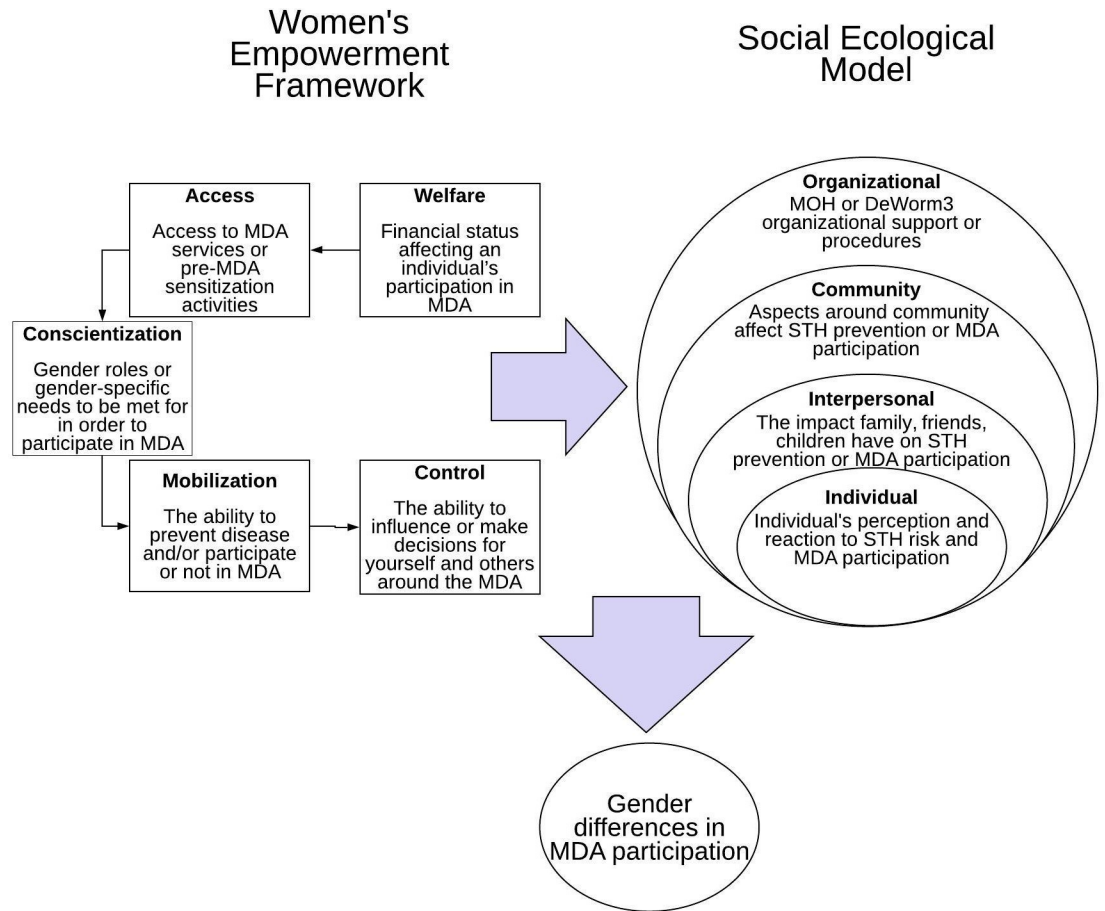 Women's
Empowerment
Framework
Social Ecological
Model
Access
Access to MDA
services or
pre-MDA
sensitization
activities
Welfare
Financial status
affecting an
individual’s
participation in
MDA
Conscientization
Gender roles or
gender-specific
needs to be met for
in order to
participate in MDA
Mobilization
The ability to
prevent disease
and/or participate
or not in MDA
Control
The ability to
influence or make
decisions for
yourself and others
around the MDA
Organizational
MOH or DeWorm3
organizational support or
procedures
Community
Aspects around community
affect STH prevention or MDA
participation
Interpersonal
The impact family, friends,
children have on STH
prevention or MDA participation
Individual
Individual's perception and
reaction to STH risk and
MDA participation
Gender
differences in
MDA participation